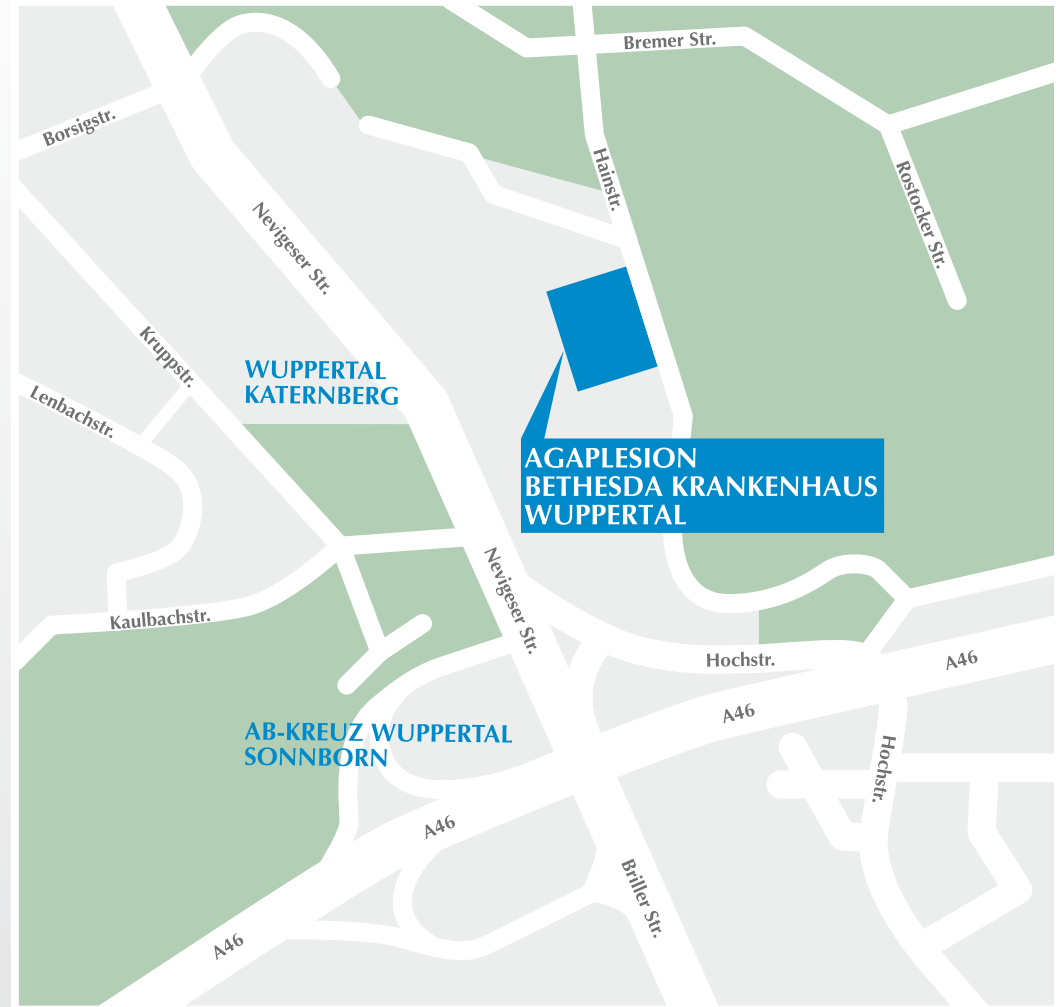 Bremer Str.
Borsigstr.
Hainstr.
Rostocker Str.
Nevigeser Str.
Kruppstr.
WUPPERTAL
KATERNBERG
Lenbachstr.
AGAPLESION
BETHESDA KRANKENHAUS
WUPPERTAL
Nevigeser Str.
Kaulbachstr.
Hochstr.
A46
A46
AB-KREUZ WUPPERTAL
SONNBORN
Hochstr.
A46
Briller Str.
A46